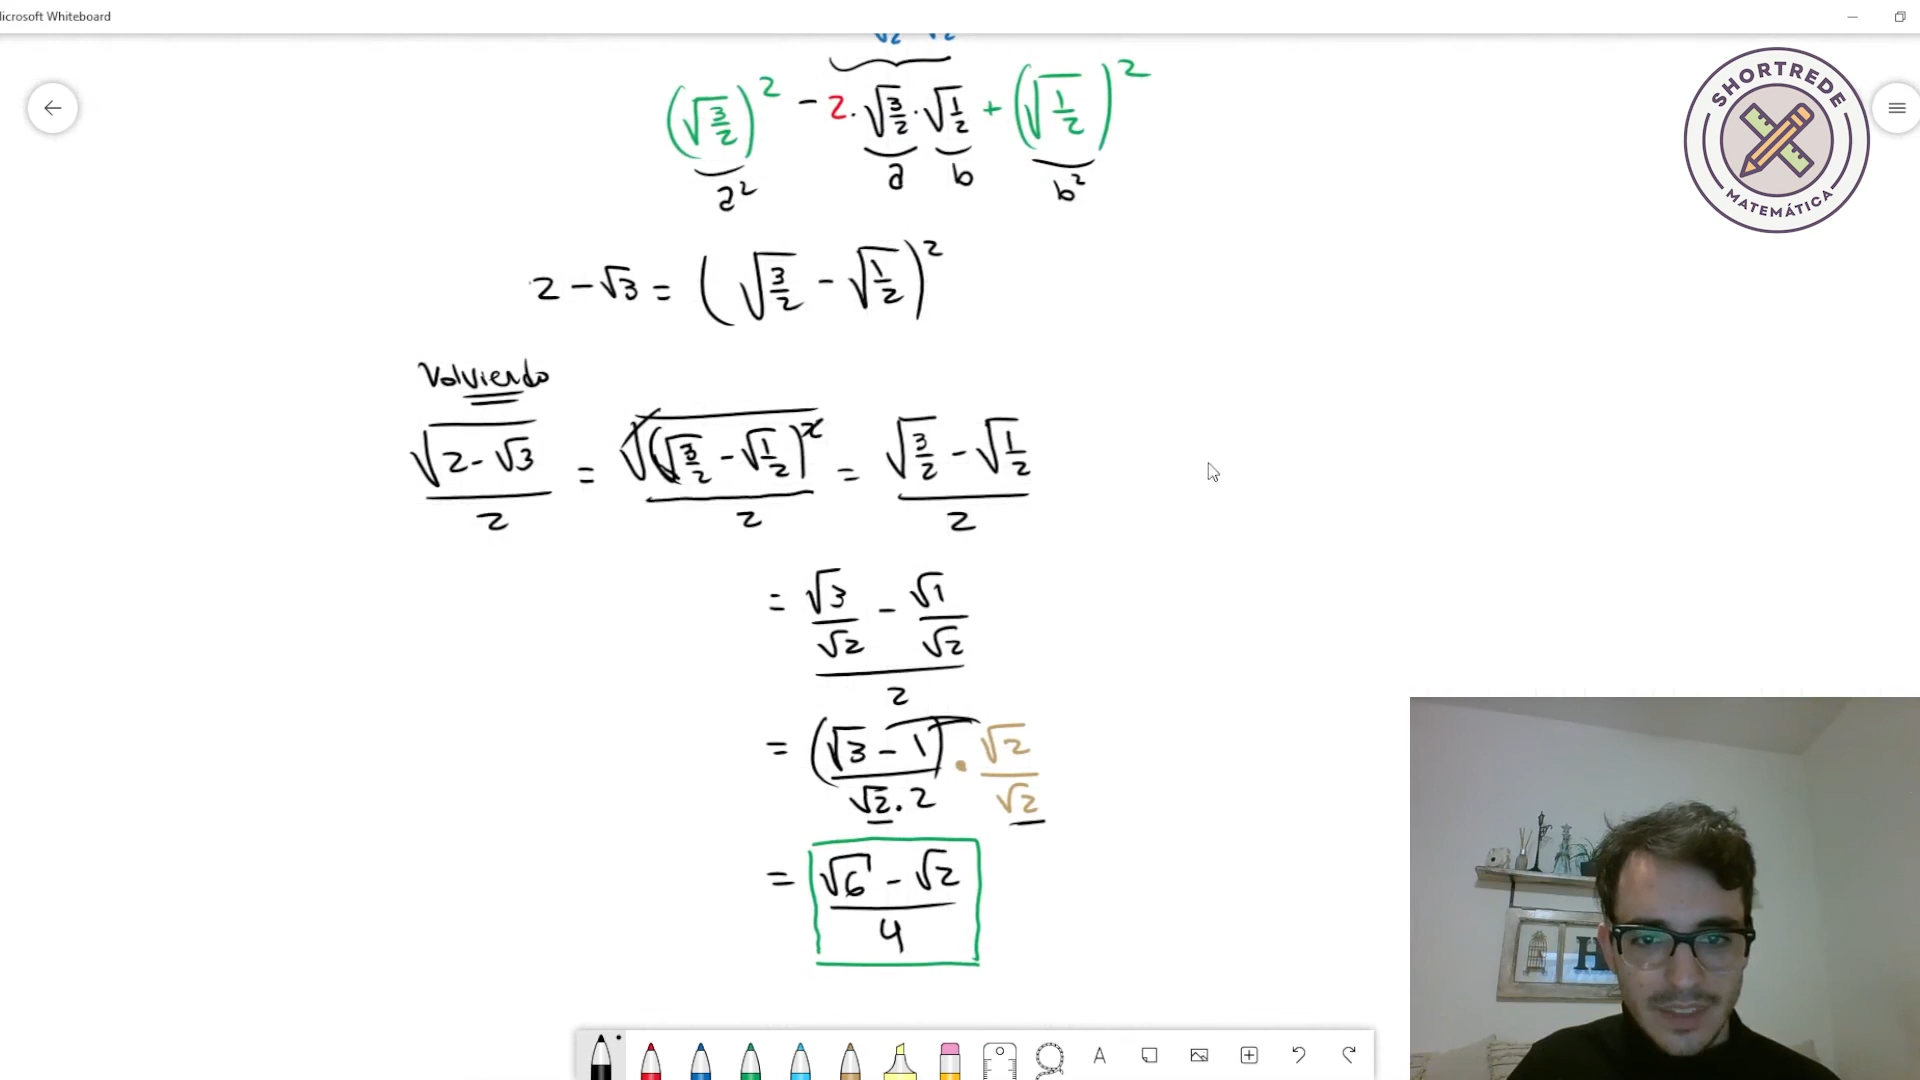 icrosoft Whiteboard
SHORTREDE
MATEMÁTICA
(√(3/2))² - 2·√(3/2)·√(1/2) + (√(1/2))²
a² a b b²
2 - √3 = (√(3/2) - √(1/2))²
Volviendo
√(2-√3)/2 = √((√(3/2) - √(1/2))²)/2 = (√(3/2) - √(1/2))/2
= (√3/√2 - √1/√2)/2
= (√3 - 1)/(√2 . 2) · √2/√2
= (√6 - √2)/4
H
A